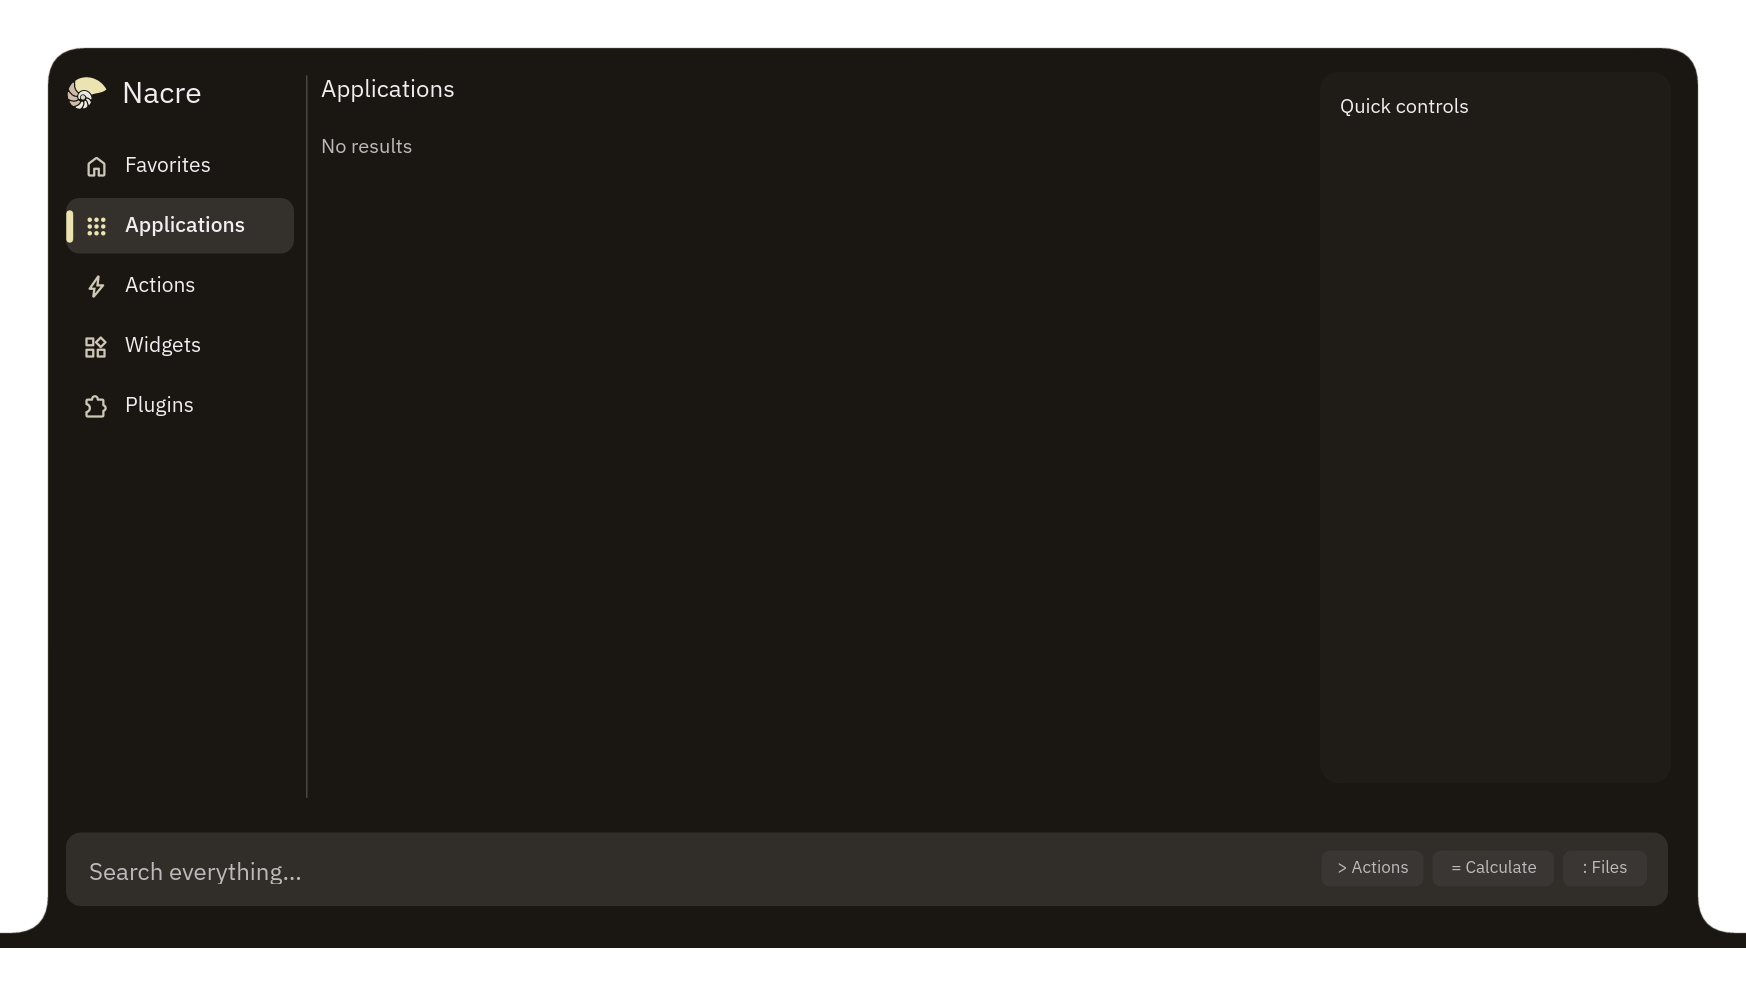 Nacre
Favorites
Applications
Actions
Widgets
Plugins
Applications
No results
Quick controls
Search everything...
> Actions
= Calculate
: Files